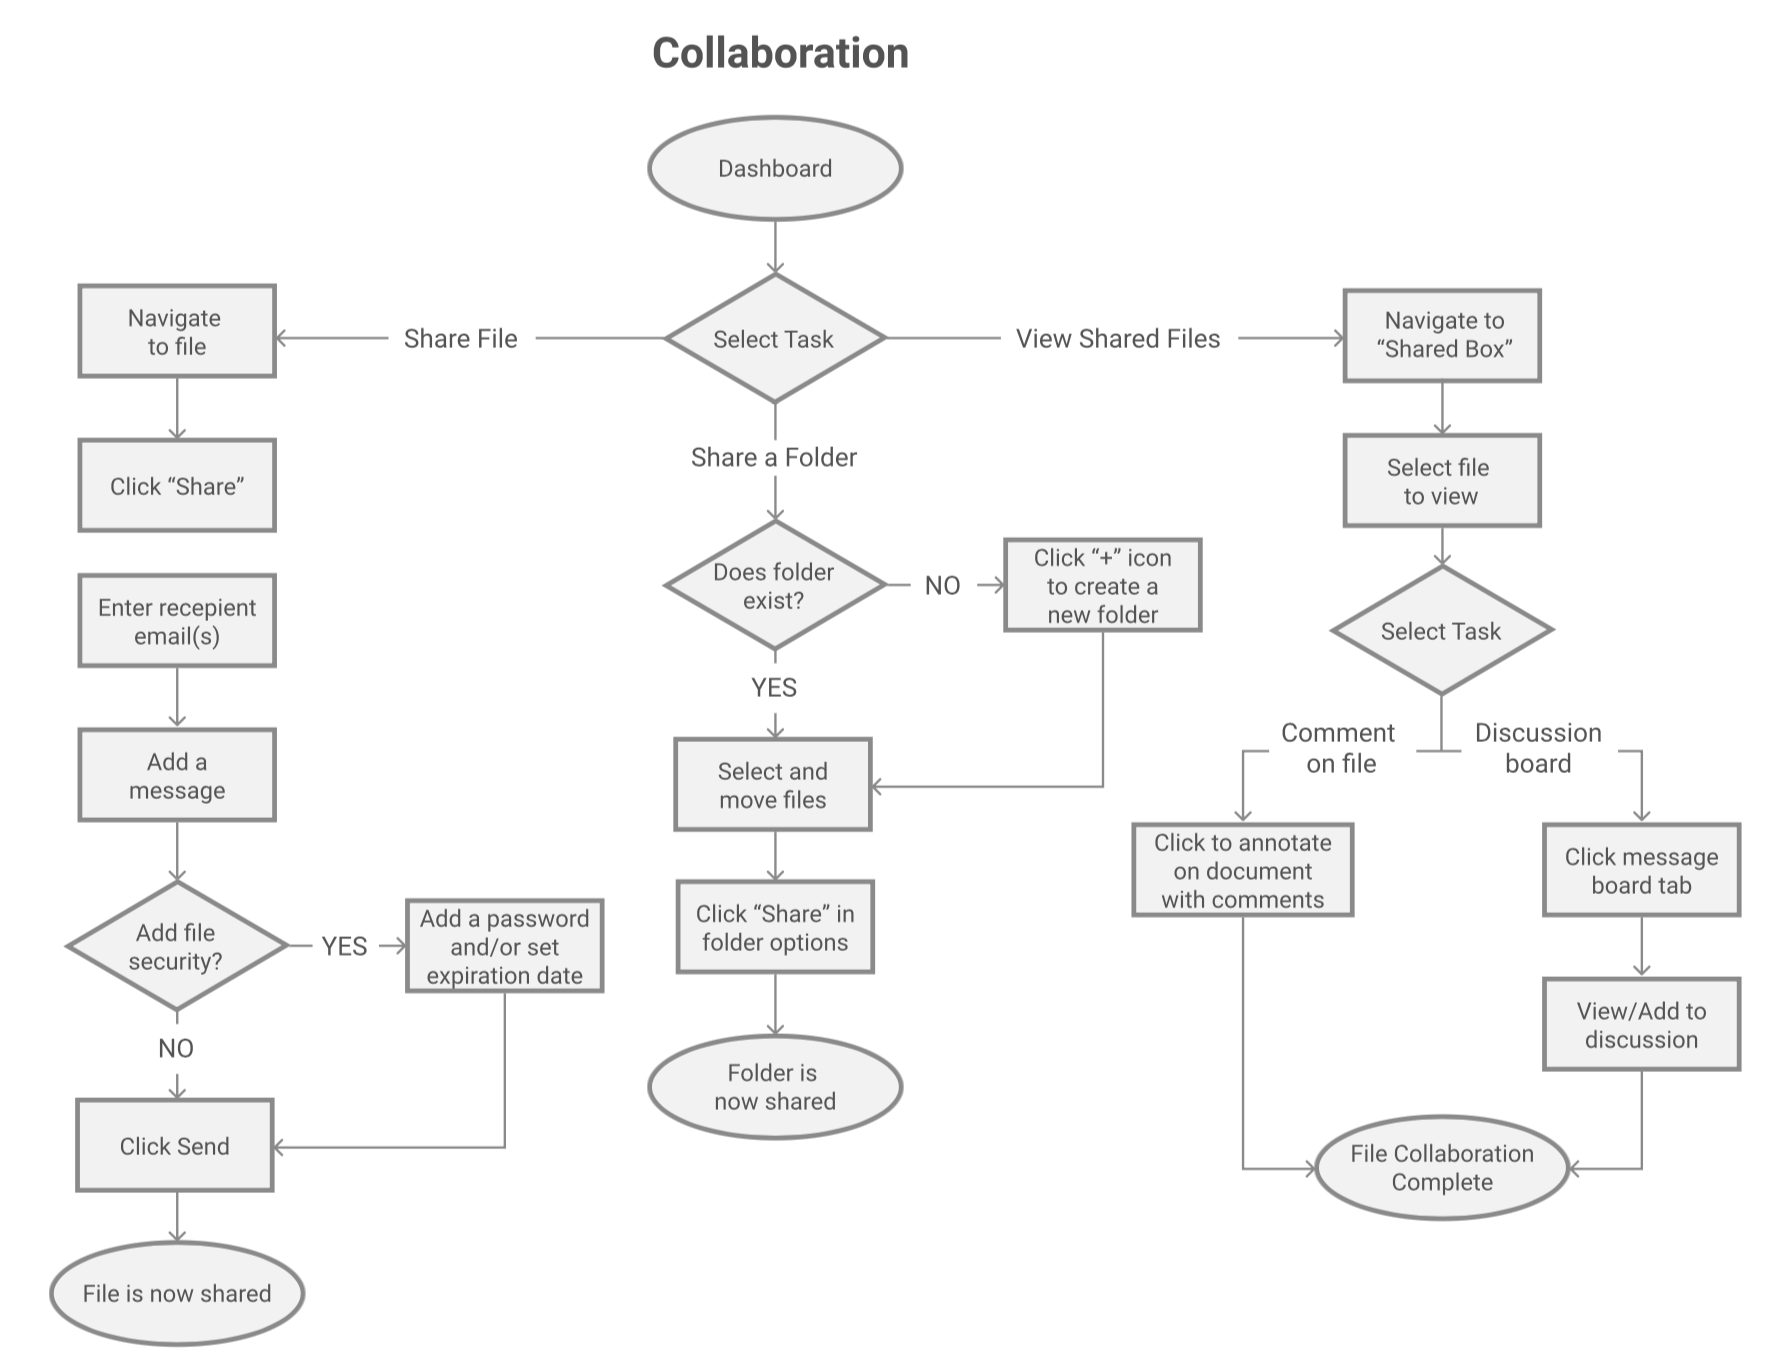 Collaboration
Dashboard
Select Task
Share File
Navigate
to file
Click “Share”
Enter recepient
email(s)
Add a
message
Add file
security?
YES
Add a password
and/or set
expiration date
NO
Click Send
File is now shared
Share a Folder
Does folder
exist?
NO
Click “+” icon
to create a
new folder
YES
Select and
move files
Click “Share” in
folder options
Folder is
now shared
View Shared Files
Navigate to
“Shared Box”
Select file
to view
Select Task
Comment
on file
Discussion
board
Click to annotate
on document
with comments
Click message
board tab
View/Add to
discussion
File Collaboration
Complete